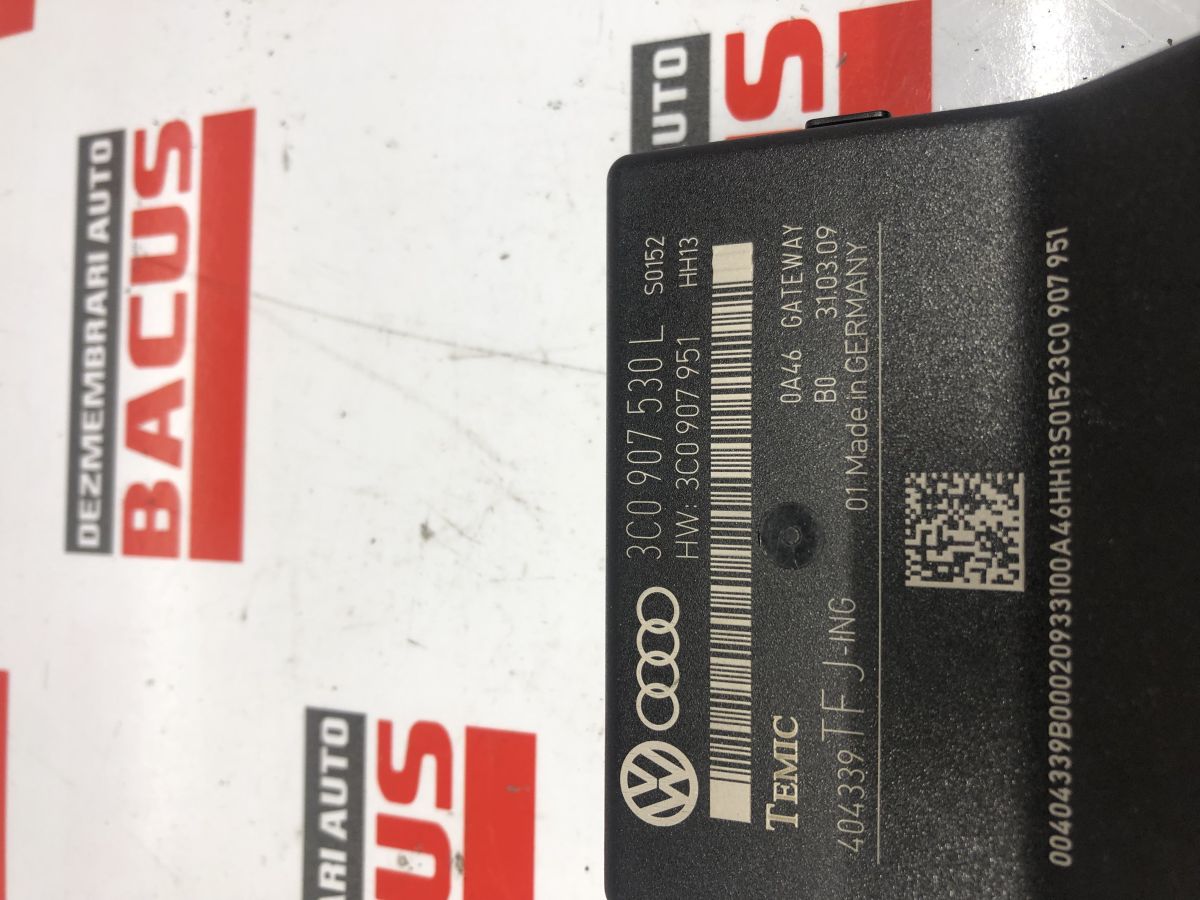 DEZMEMBRARI AUTO
BACUS
UTO
US
ARI AUTO
US
3C0 907 530 L S0152
HW: 3C0 907 951 HH13
TEMIC 0A46 GATEWAY
B0 31.03.09
404339 TF J-ING 01 Made in GERMANY
00404339B00020933100A46HH13S01523C0 907 951